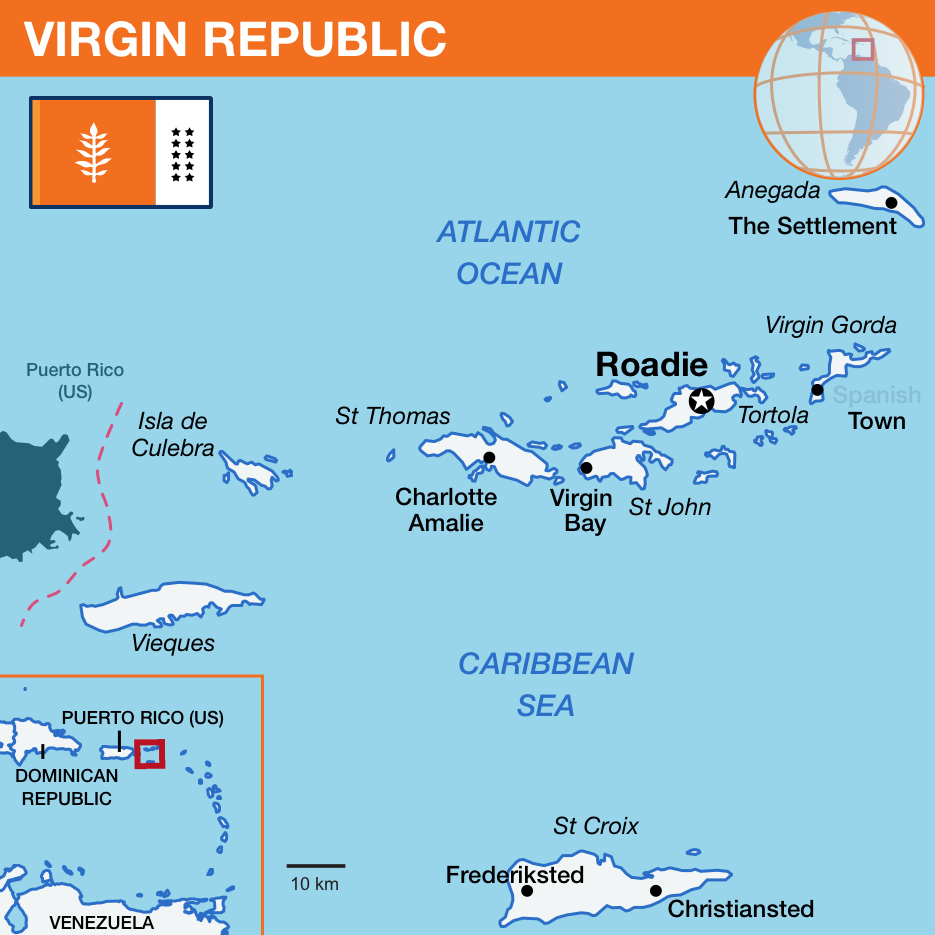 VIRGIN REPUBLIC
Anegada
The Settlement
ATLANTIC
OCEAN
Virgin Gorda
Roadie
Puerto Rico
(US)
Spanish
Town
Tortola
St Thomas
Isla de
Culebra
Charlotte
Amalie
Virgin
Bay
St John
Vieques
CARIBBEAN
SEA
PUERTO RICO (US)
DOMINICAN
REPUBLIC
St Croix
Frederiksted
10 km
Christiansted
VENEZUELA